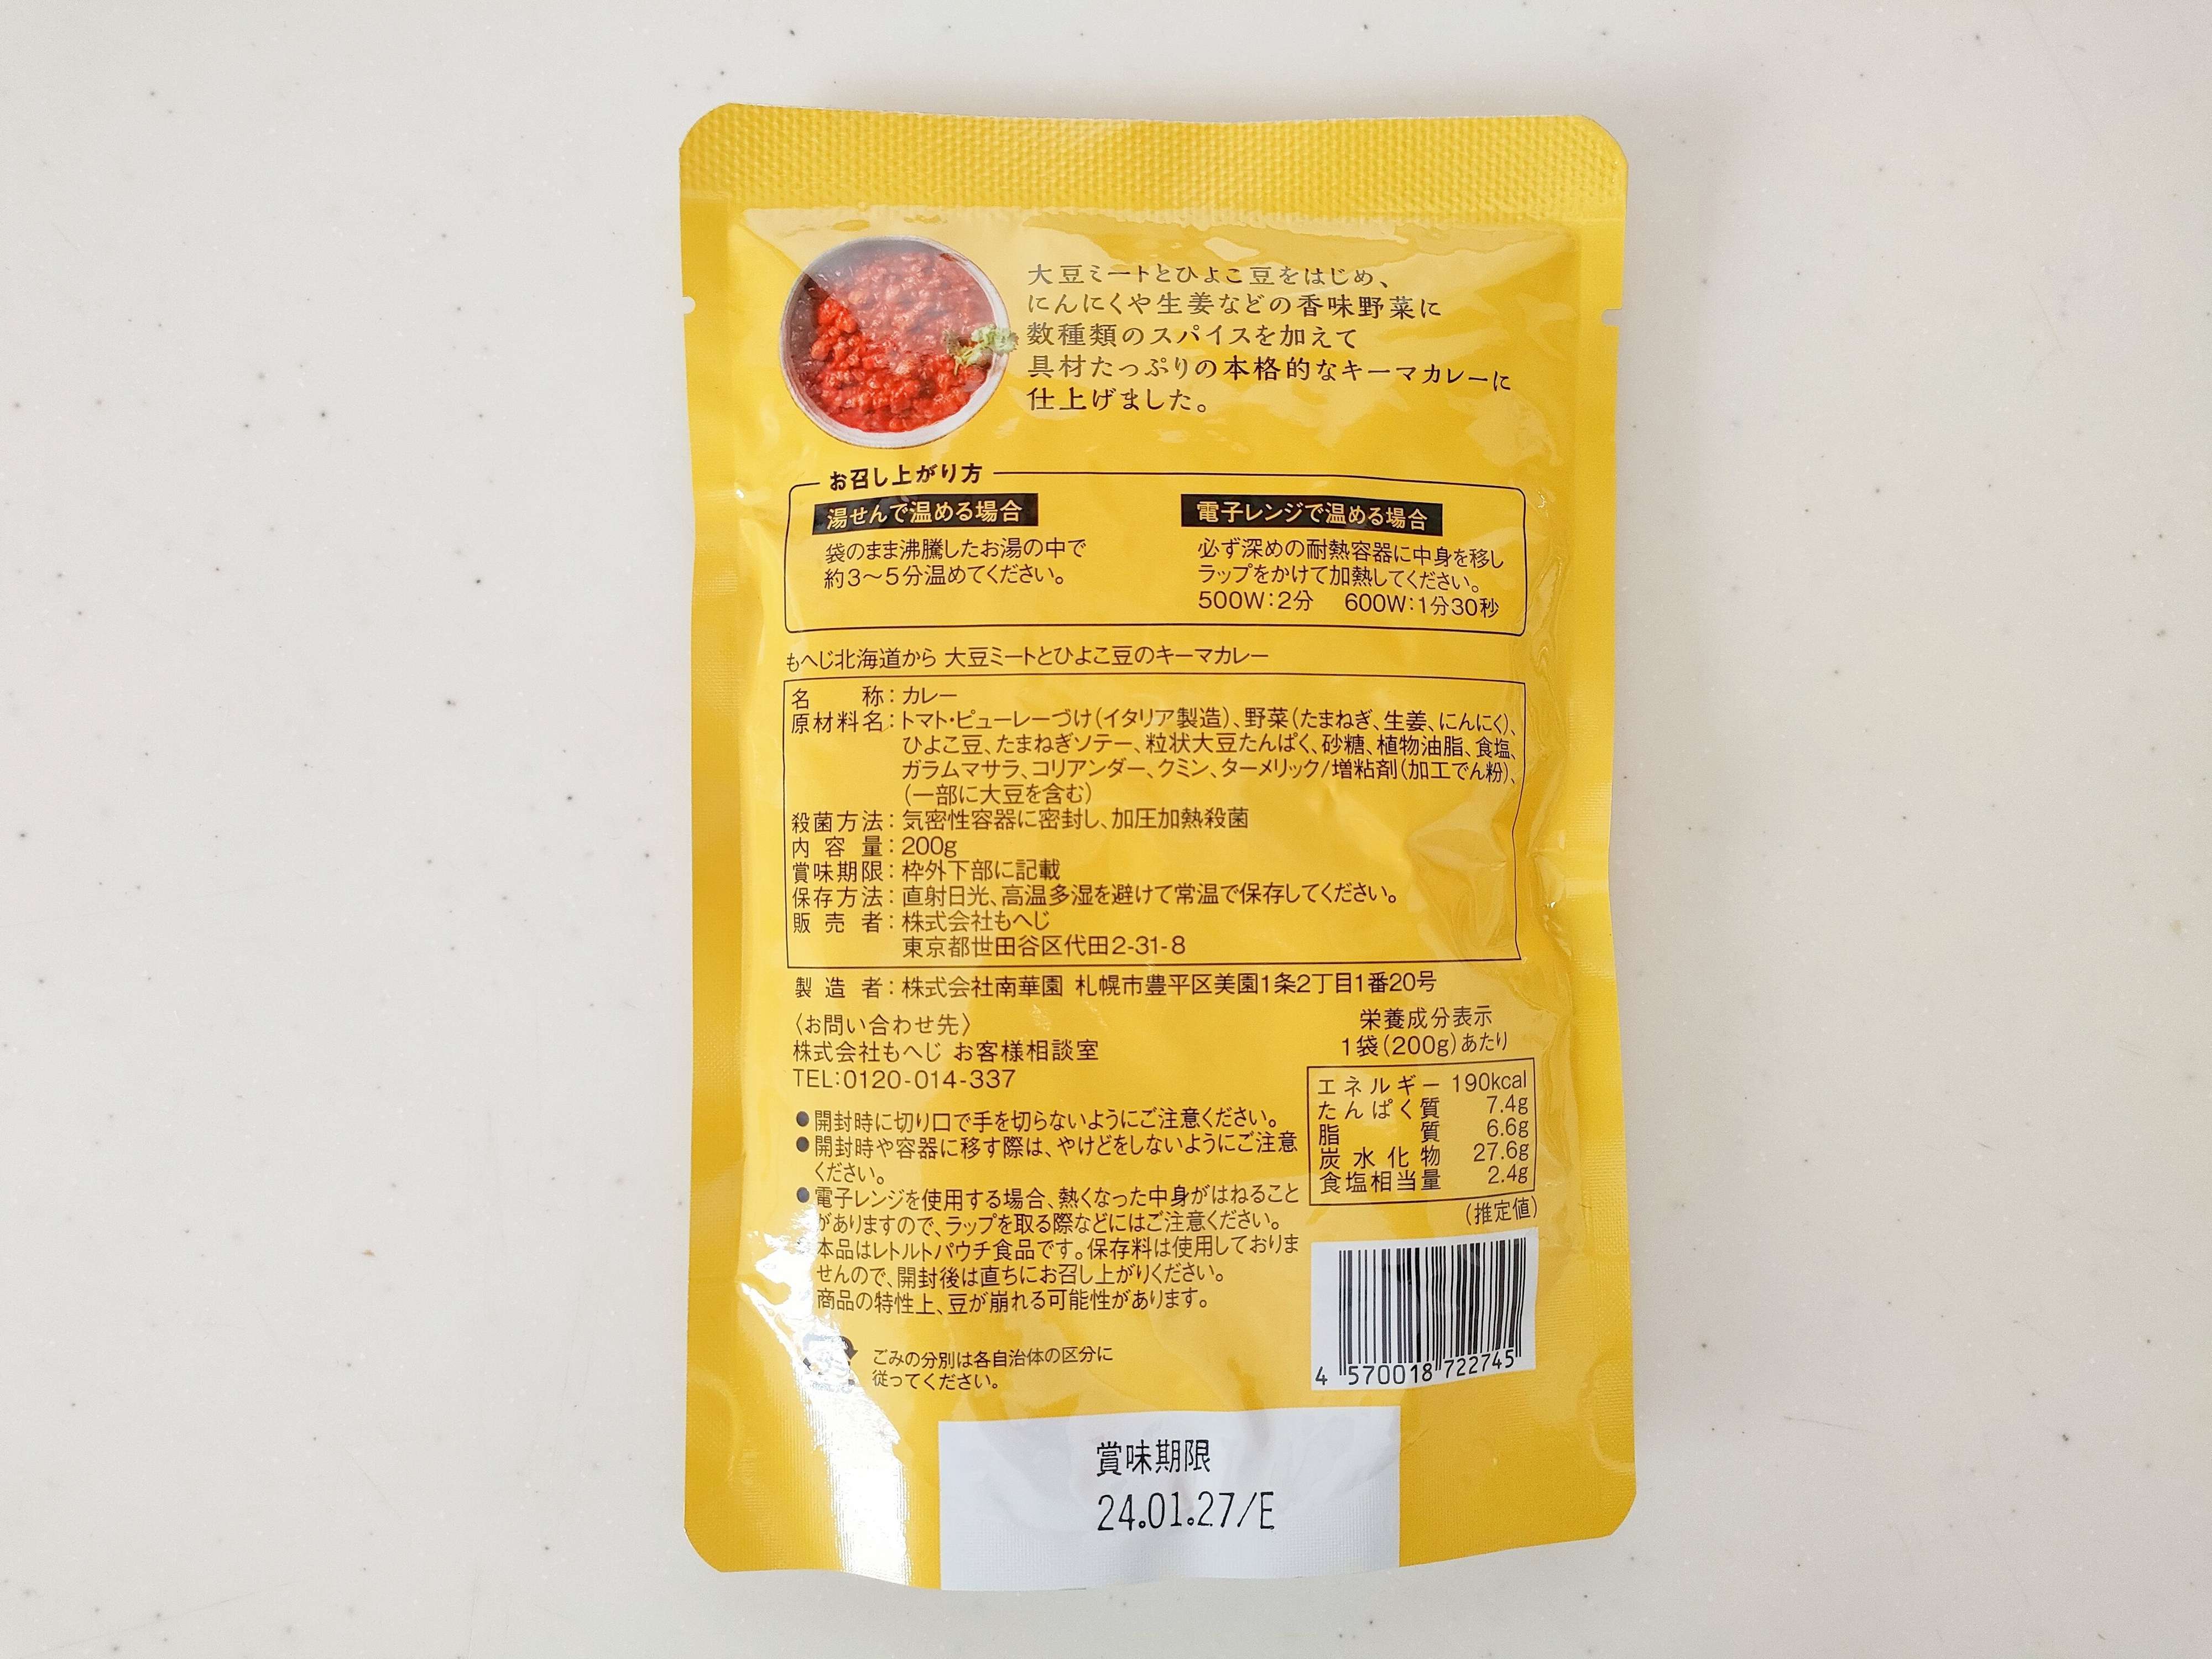 大豆ミートとひよこ豆をはじめ、
にんにくや生姜などの香味野菜に
数種類のスパイスを加えて
具材たっぷりの本格的なキーマカレーに
仕上げました。
お召し上がり方
湯せんで温める場合
袋のまま沸騰したお湯の中で
約3〜5分温めてください。
電子レンジで温める場合
必ず深めの耐熱容器に中身を移し
ラップをかけて加熱してください。
500W：2分 600W：1分30秒
もへじ北海道から 大豆ミートとひよこ豆のキーマカレー
名称：カレー
原材料名：トマト・ピューレーづけ（イタリア製造）、野菜（たまねぎ、生姜、にんにく）、
ひよこ豆、たまねぎソテー、粒状大豆たんぱく、砂糖、植物油脂、食塩、
ガラムマサラ、コリアンダー、クミン、ターメリック/増粘剤（加工でん粉）、
（一部に大豆を含む）
殺菌方法：気密性容器に密封し、加圧加熱殺菌
内容量：200g
賞味期限：枠外下部に記載
保存方法：直射日光、高温多湿を避けて常温で保存してください。
販売者：株式会社もへじ
東京都世田谷区代田2-31-8
製造者：株式会社南華園 札幌市豊平区美園1条2丁目1番20号
〈お問い合わせ先〉
株式会社もへじ お客様相談室
TEL：0120-014-337
●開封時に切り口で手を切らないようにご注意ください。
●開封時や容器に移す際は、やけどをしないようにご注意
ください。
●電子レンジを使用する場合、熱くなった中身がはねること
がありますので、ラップを取る際などにはご注意ください。
本品はレトルトパウチ食品です。保存料は使用しておりま
せんので、開封後は直ちにお召し上がりください。
商品の特性上、豆が崩れる可能性があります。
ごみの分別は各自治体の区分に
従ってください。
栄養成分表示
1袋（200g）あたり
エネルギー 190kcal
たんぱく質 7.4g
脂質 6.6g
炭水化物 27.6g
食塩相当量 2.4g
（推定値）
4 570018 722745
賞味期限
24.01.27/E